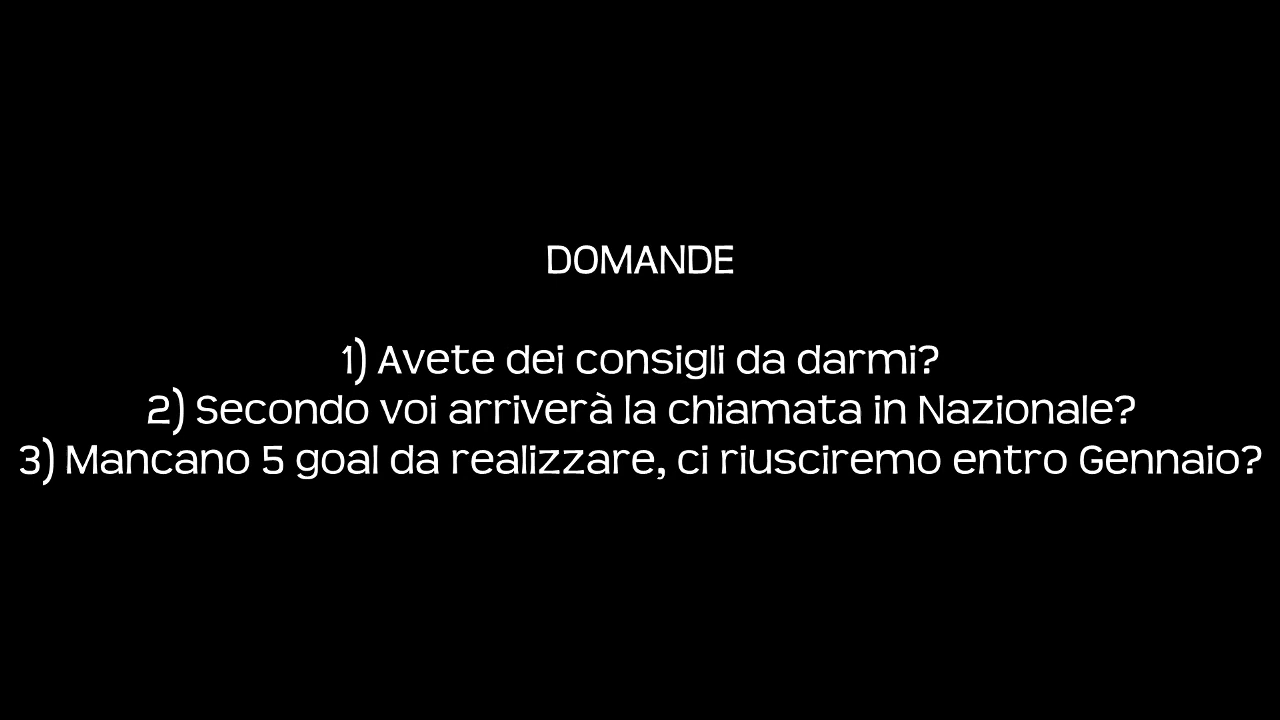 DOMANDE
1) Avete dei consigli da darmi?
2) Secondo voi arriverà la chiamata in Nazionale?
3) Mancano 5 goal da realizzare, ci riusciremo entro Gennaio?